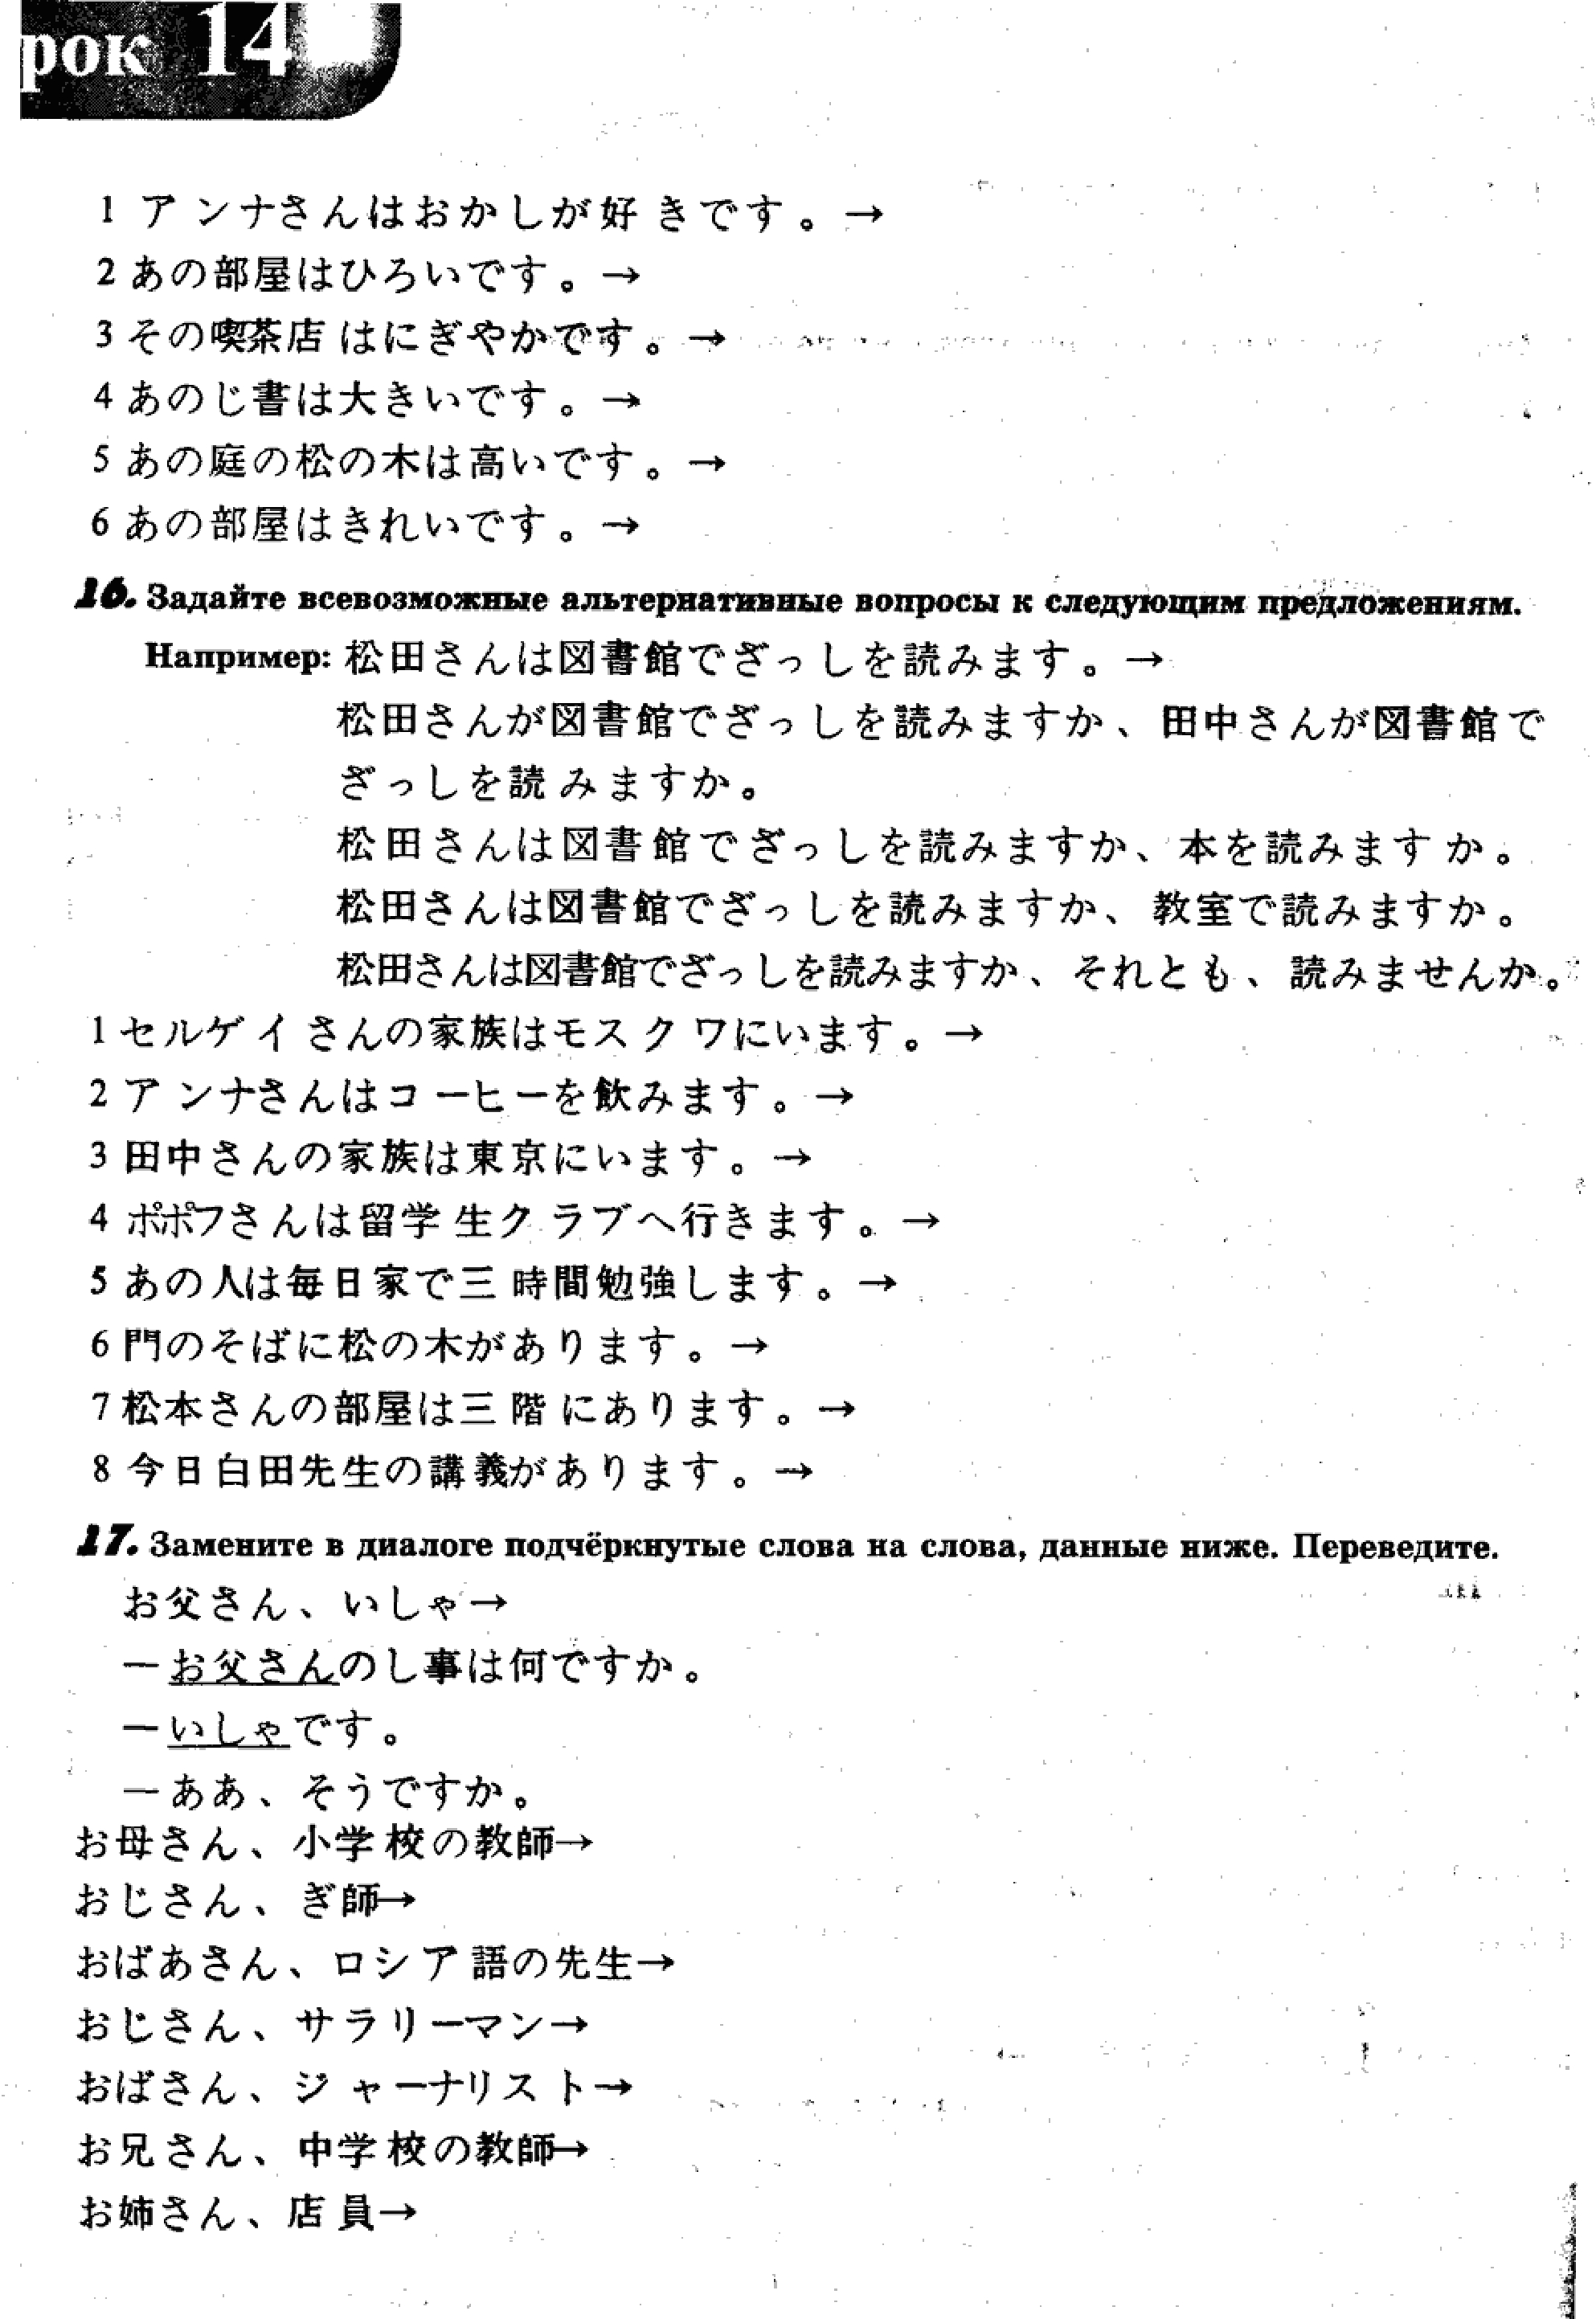 рок 14
1 アンナさんはおかしが好きです。→
2 あの部屋はひろいです。→
3 その喫茶店はにぎやかです。→
4 あのじ書は大きいです。→
5 あの庭の松の木は高いです。→
6 あの部屋はきれいです。→
16. Задайте всевозможные альтернативные вопросы к следующим предложениям.
Например: 松田さんは図書館でざっしを読みます。→
松田さんが図書館でざっしを読みますか、田中さんが図書館で
ざっしを読みますか。
松田さんは図書館でざっしを読みますか、本を読みますか。
松田さんは図書館でざっしを読みますか、教室で読みますか。
松田さんは図書館でざっしを読みますか、それとも、読みませんか。
1 セルゲイさんの家族はモスクワにいます。→
2 アンナさんはコーヒーを飲みます。→
3 田中さんの家族は東京にいます。→
4 ポポフさんは留学生クラブへ行きます。→
5 あの人は毎日家で三時間勉強します。→
6 門のそばに松の木があります。→
7 松本さんの部屋は三階にあります。→
8 今日白田先生の講義があります。→
17. Замените в диалоге подчёркнутые слова на слова, данные ниже. Переведите.
お父さん、いしゃ→
ーお父さんのし事は何ですか。
ーいしゃです。
ーああ、そうですか。
お母さん、小学校の教師→
おじさん、ぎ師→
おばあさん、ロシア語の先生→
おじさん、サラリーマン→
おばさん、ジャーナリスト→
お兄さん、中学校の教師→
お姉さん、店員→